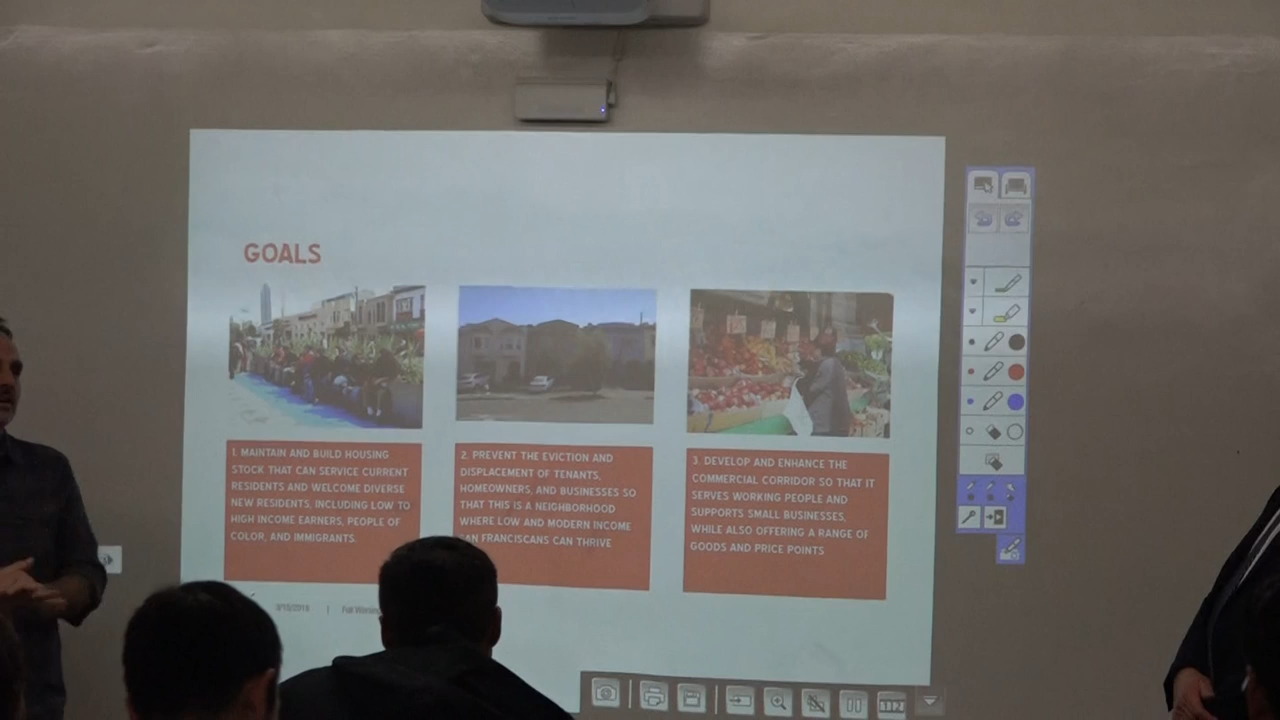 GOALS
1. MAINTAIN AND BUILD HOUSING
STOCK THAT CAN SERVICE CURRENT
RESIDENTS AND WELCOME DIVERSE
NEW RESIDENTS, INCLUDING LOW TO
HIGH INCOME EARNERS, PEOPLE OF
COLOR, AND IMMIGRANTS.
2. PREVENT THE EVICTION AND
DISPLACEMENT OF TENANTS,
HOMEOWNERS, AND BUSINESSES SO
THAT THIS IS A NEIGHBORHOOD
WHERE LOW AND MODERN INCOME
AN FRANCISCANS CAN THRIVE
3. DEVELOP AND ENHANCE THE
COMMERCIAL CORRIDOR SO THAT IT
SERVES WORKING PEOPLE AND
SUPPORTS SMALL BUSINESSES,
WHILE ALSO OFFERING A RANGE OF
GOODS AND PRICE POINTS